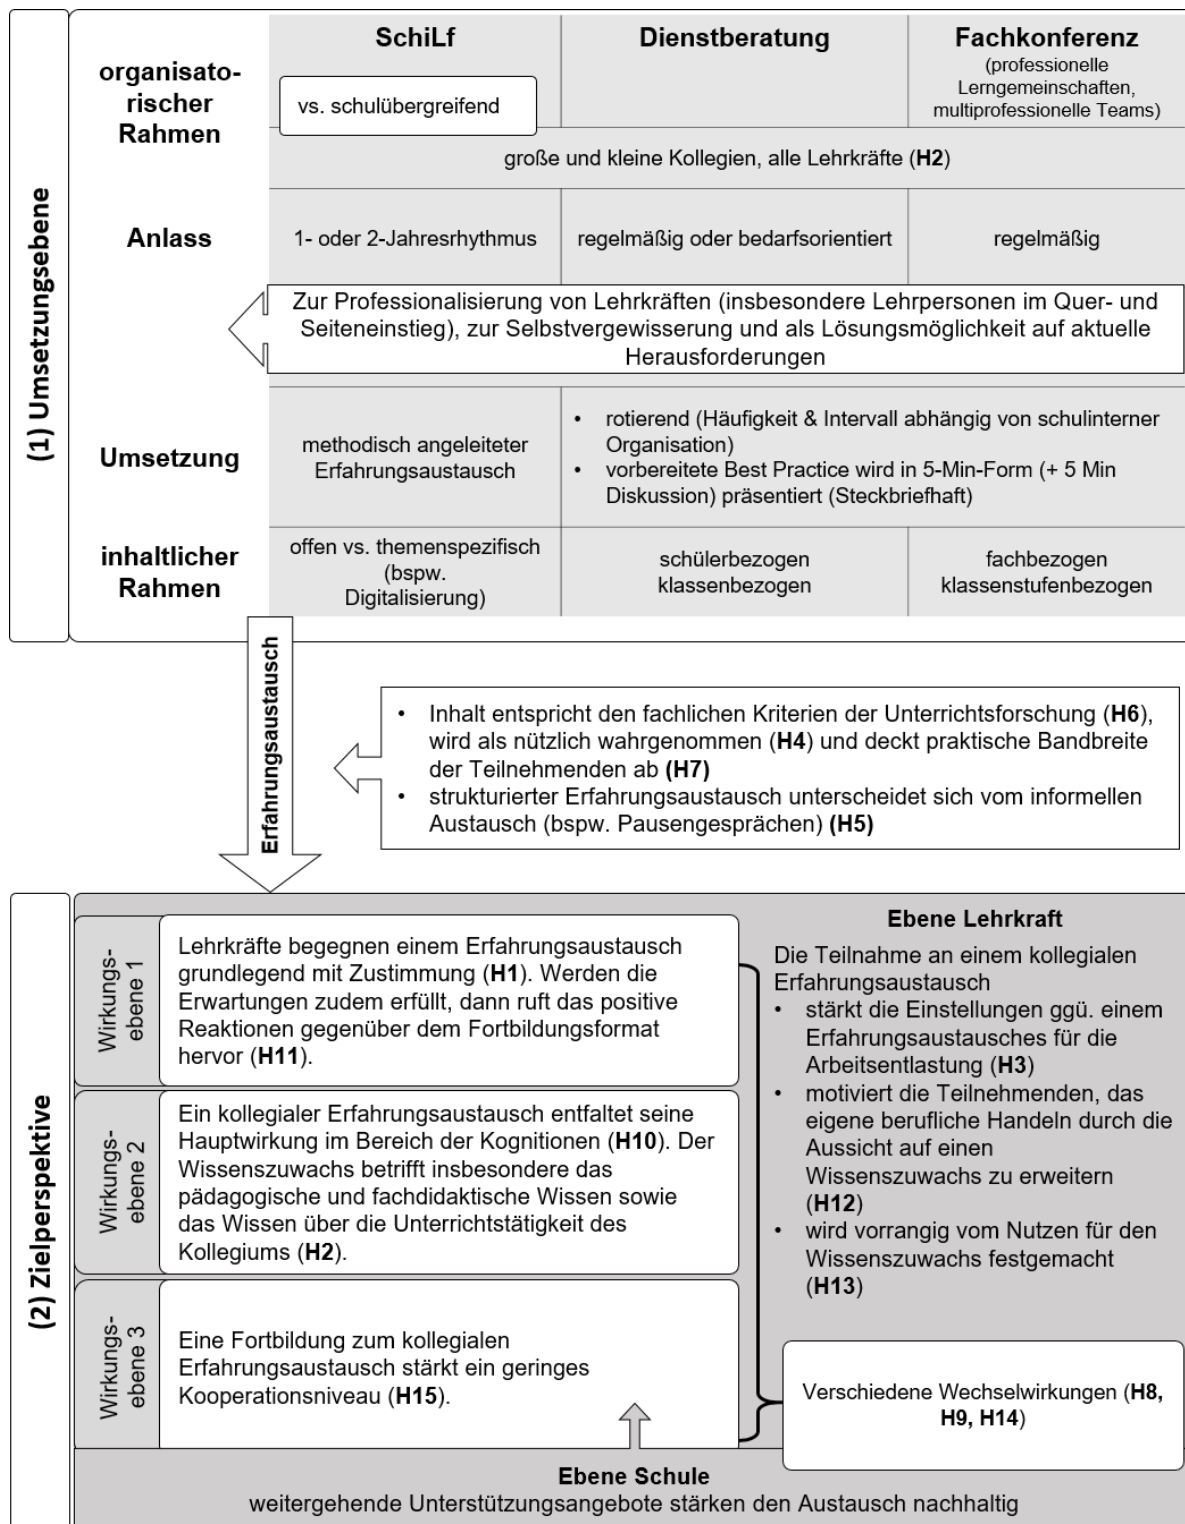 (1) Umsetzungsebene
organisato-
rischer
Rahmen
SchiLf
vs. schulübergreifend
Dienstberatung
Fachkonferenz
(professionelle
Lerngemeinschaften,
multiprofessionelle Teams)
große und kleine Kollegien, alle Lehrkräfte (H2)
Anlass
1- oder 2-Jahresrhythmus
regelmäßig oder bedarfsorientiert
regelmäßig
Zur Professionalisierung von Lehrkräften (insbesondere Lehrpersonen im Quer- und
Seiteneinstieg), zur Selbstvergewisserung und als Lösungsmöglichkeit auf aktuelle
Herausforderungen
Umsetzung
methodisch angeleiteter
Erfahrungsaustausch
• rotierend (Häufigkeit & Intervall abhängig von schulinterner
Organisation)
• vorbereitete Best Practice wird in 5-Min-Form (+ 5 Min
Diskussion) präsentiert (Steckbriefhaft)
inhaltlicher
Rahmen
offen vs. themenspezifisch
(bspw.
Digitalisierung)
schülerbezogen
klassenbezogen
fachbezogen
klassenstufenbezogen
Erfahrungsaustausch
• Inhalt entspricht den fachlichen Kriterien der Unterrichtsforschung (H6),
wird als nützlich wahrgenommen (H4) und deckt praktische Bandbreite
der Teilnehmenden ab (H7)
• strukturierter Erfahrungsaustausch unterscheidet sich vom informellen
Austausch (bspw. Pausengesprächen) (H5)
(2) Zielperspektive
Wirkungs-
ebene 1
Lehrkräfte begegnen einem Erfahrungsaustausch
grundlegend mit Zustimmung (H1). Werden die
Erwartungen zudem erfüllt, dann ruft das positive
Reaktionen gegenüber dem Fortbildungsformat
hervor (H11).
Wirkungs-
ebene 2
Ein kollegialer Erfahrungsaustausch entfaltet seine
Hauptwirkung im Bereich der Kognitionen (H10). Der
Wissenszuwachs betrifft insbesondere das
pädagogische und fachdidaktische Wissen sowie
das Wissen über die Unterrichtstätigkeit des
Kollegiums (H2).
Wirkungs-
ebene 3
Eine Fortbildung zum kollegialen
Erfahrungsaustausch stärkt ein geringes
Kooperationsniveau (H15).
Ebene Lehrkraft
Die Teilnahme an einem kollegialen
Erfahrungsaustausch
• stärkt die Einstellungen ggü. einem
Erfahrungsaustausches für die
Arbeitsentlastung (H3)
• motiviert die Teilnehmenden, das
eigene berufliche Handeln durch die
Aussicht auf einen
Wissenszuwachs zu erweitern
(H12)
• wird vorrangig vom Nutzen für den
Wissenszuwachs festgemacht
(H13)
Verschiedene Wechselwirkungen (H8,
H9, H14)
Ebene Schule
weitergehende Unterstützungsangebote stärken den Austausch nachhaltig